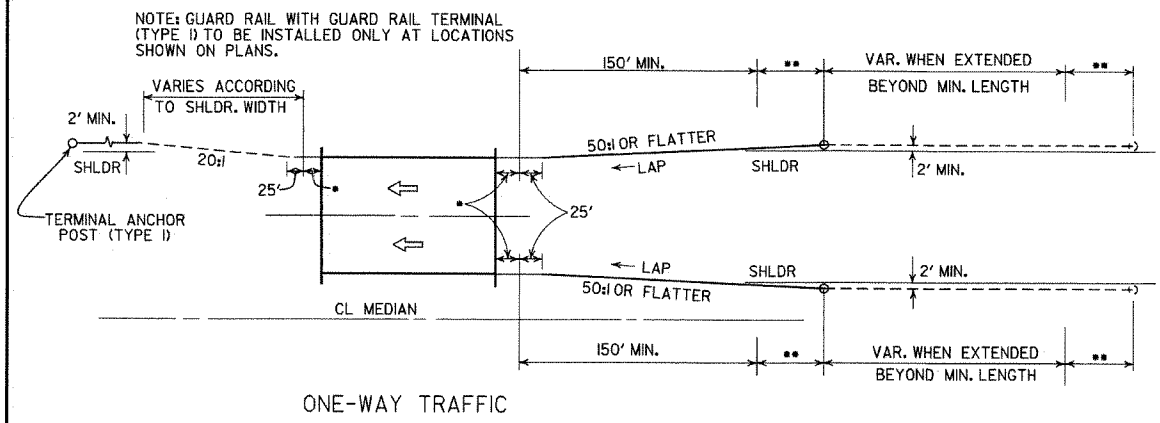 NOTE: GUARD RAIL WITH GUARD RAIL TERMINAL
(TYPE I) TO BE INSTALLED ONLY AT LOCATIONS
SHOWN ON PLANS.
150' MIN.
**
VAR. WHEN EXTENDED
BEYOND MIN. LENGTH
**
VARIES ACCORDING
TO SHLDR. WIDTH
2' MIN.
SHLDR
20:1
50:1 OR FLATTER
LAP
SHLDR
2' MIN.
25'
*
*
25'
TERMINAL ANCHOR
POST (TYPE I)
LAP
SHLDR
2' MIN.
50:1 OR FLATTER
CL MEDIAN
150' MIN.
**
VAR. WHEN EXTENDED
BEYOND MIN. LENGTH
**
ONE-WAY TRAFFIC